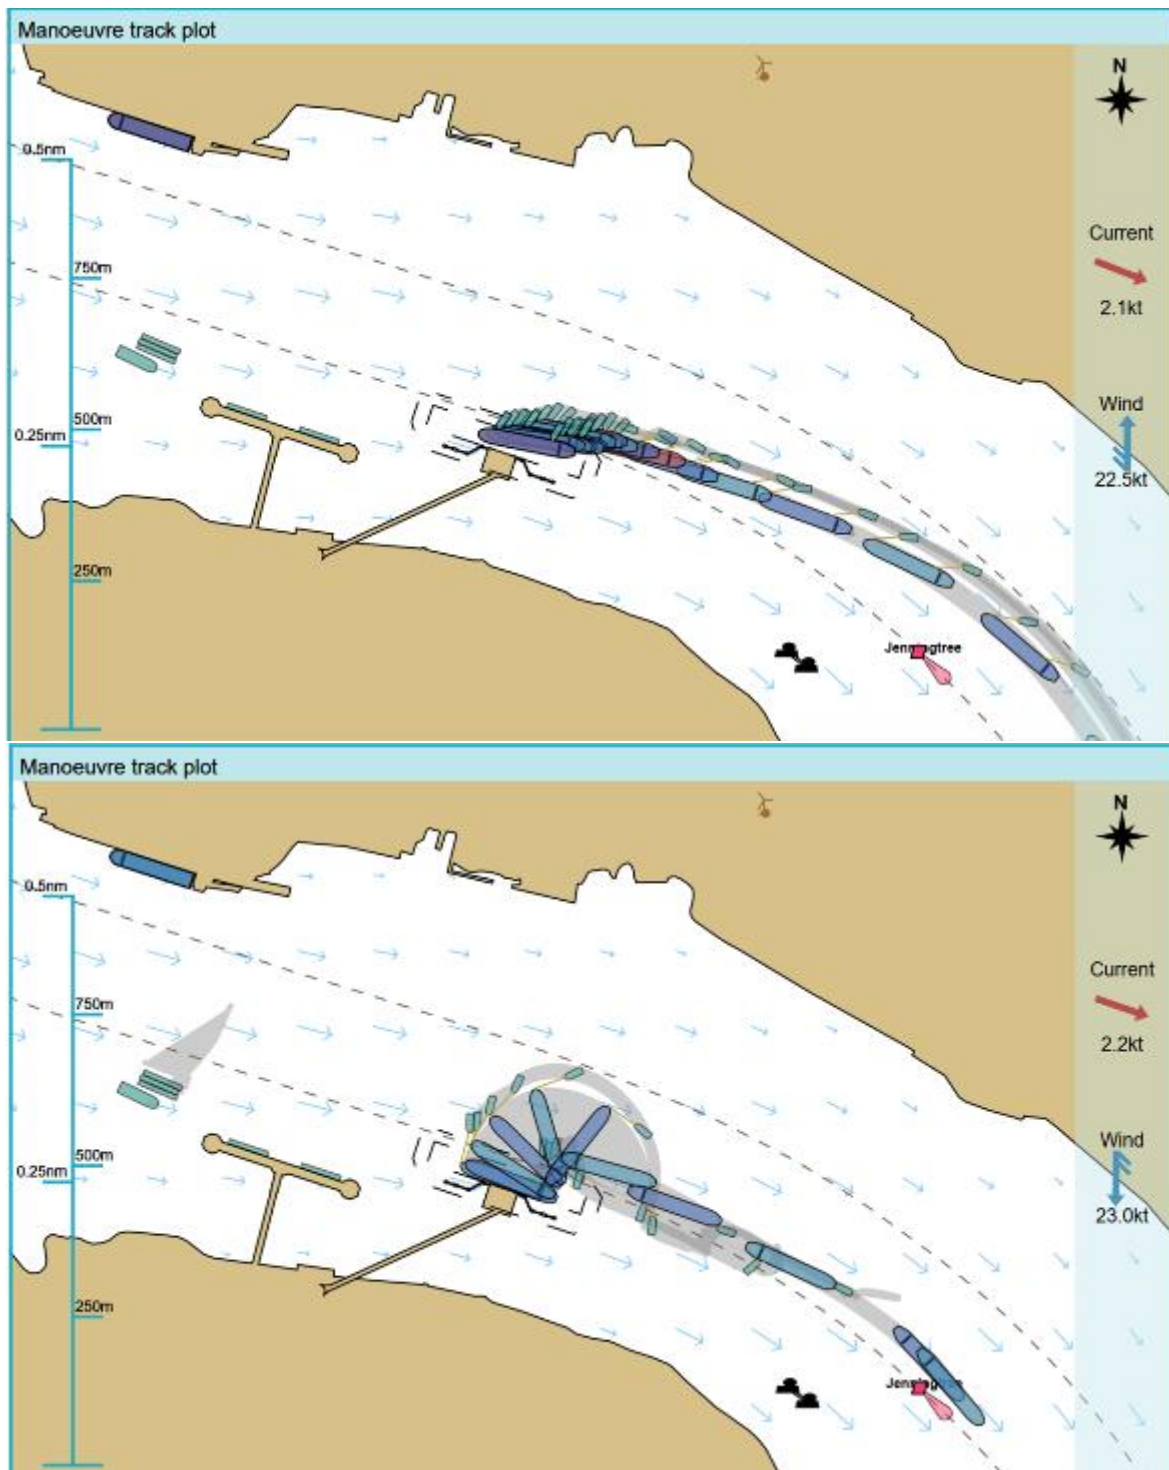 Manoeuvre track plot
N
0.5nm
Current
750m
2.1kt
Wind
500m
0.25nm
22.5kt
250m
Jenningtree
Manoeuvre track plot
N
0.5nm
Current
750m
2.2kt
Wind
500m
0.25nm
23.0kt
250m